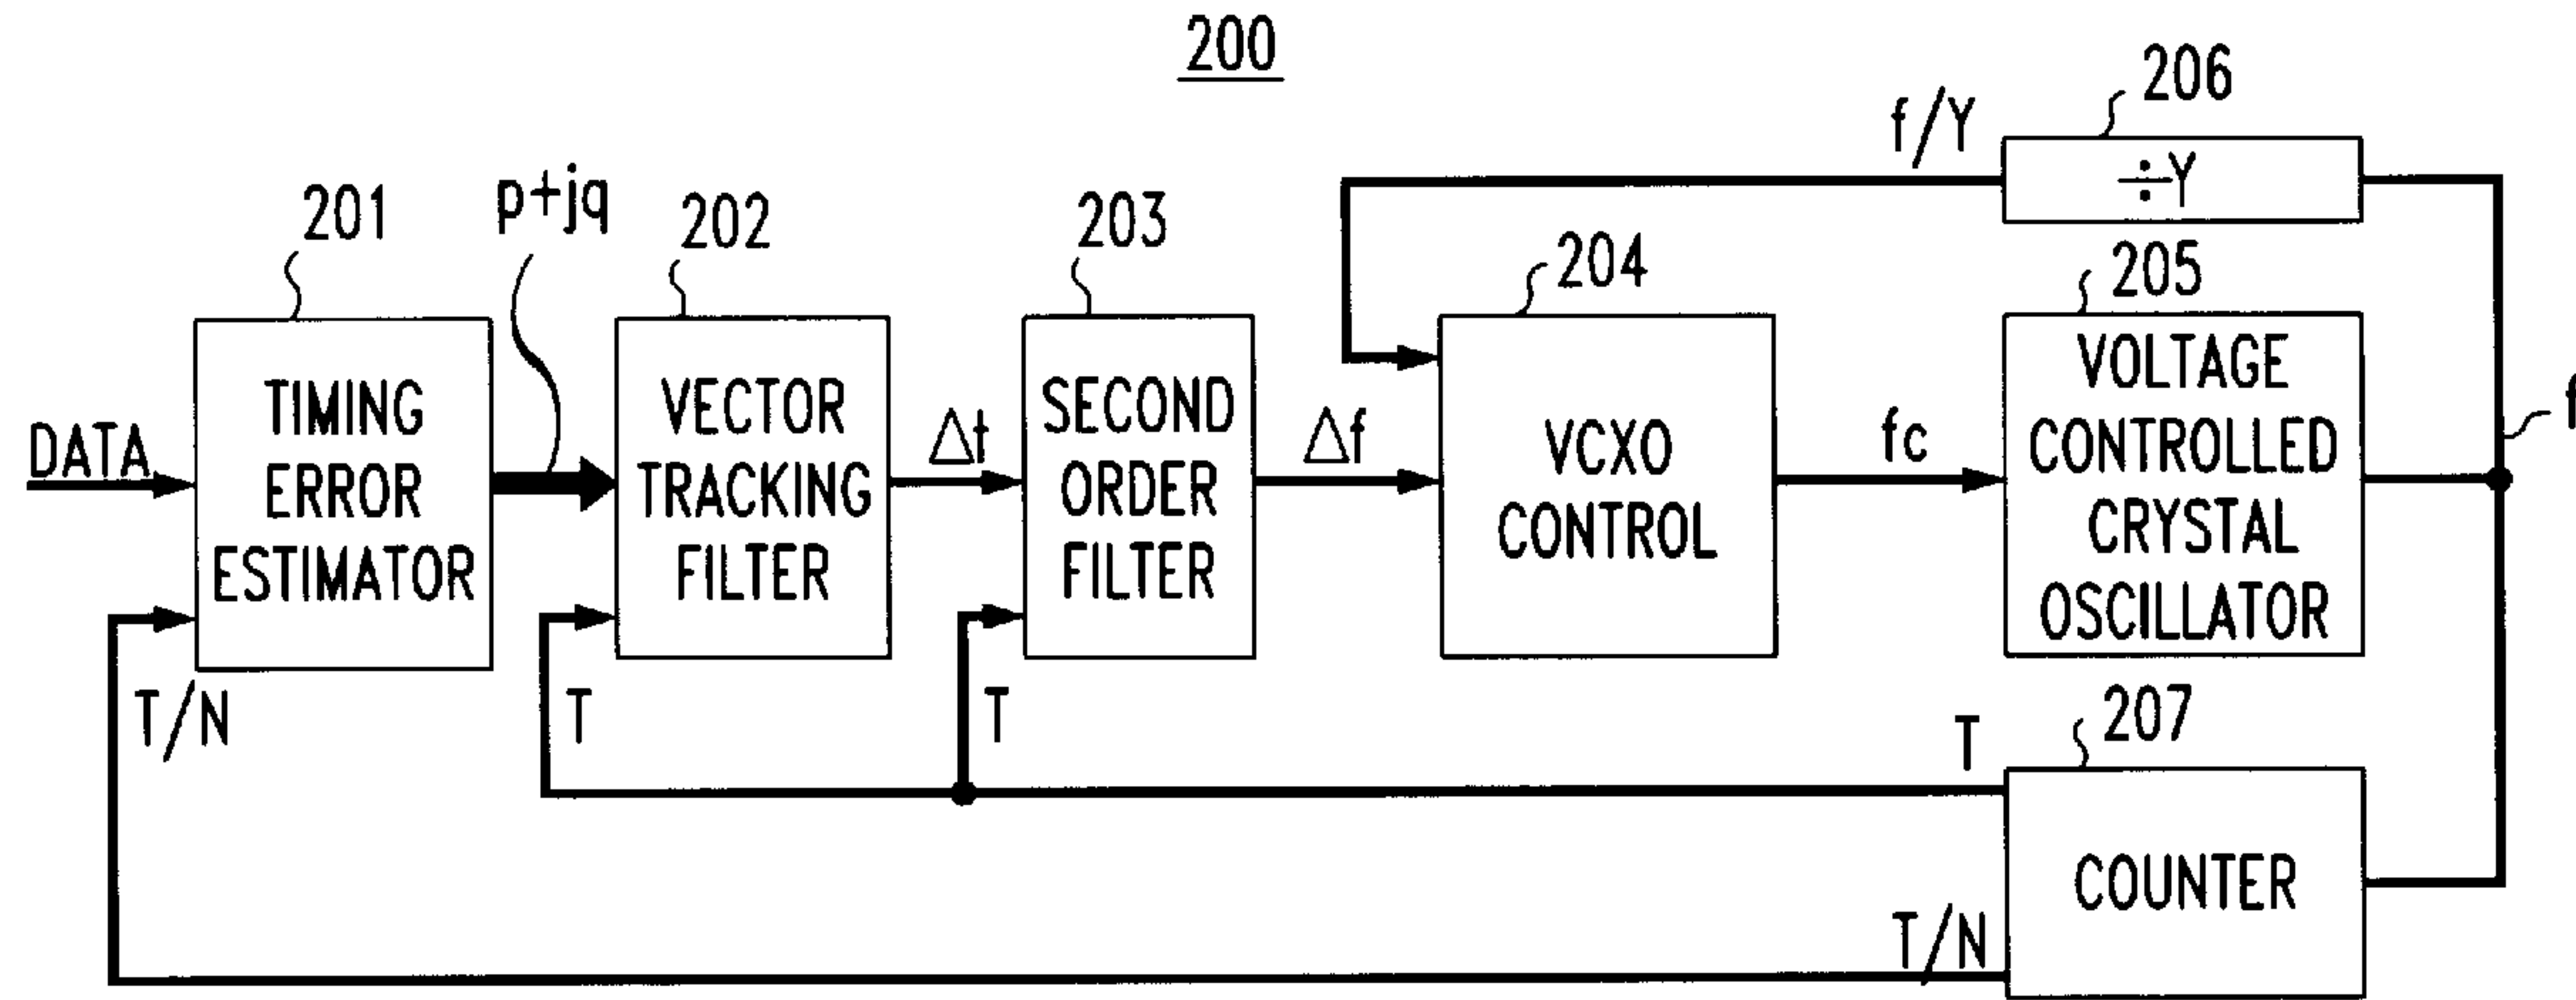 200
206
f/Y
÷Y
201
p+jq
202
203
204
205
DATA
TIMING
ERROR
ESTIMATOR
VECTOR
TRACKING
FILTER
Δt
SECOND
ORDER
FILTER
Δf
VCXO
CONTROL
fc
VOLTAGE
CONTROLLED
CRYSTAL
OSCILLATOR
f
T/N
T
T
T
207
COUNTER
T/N